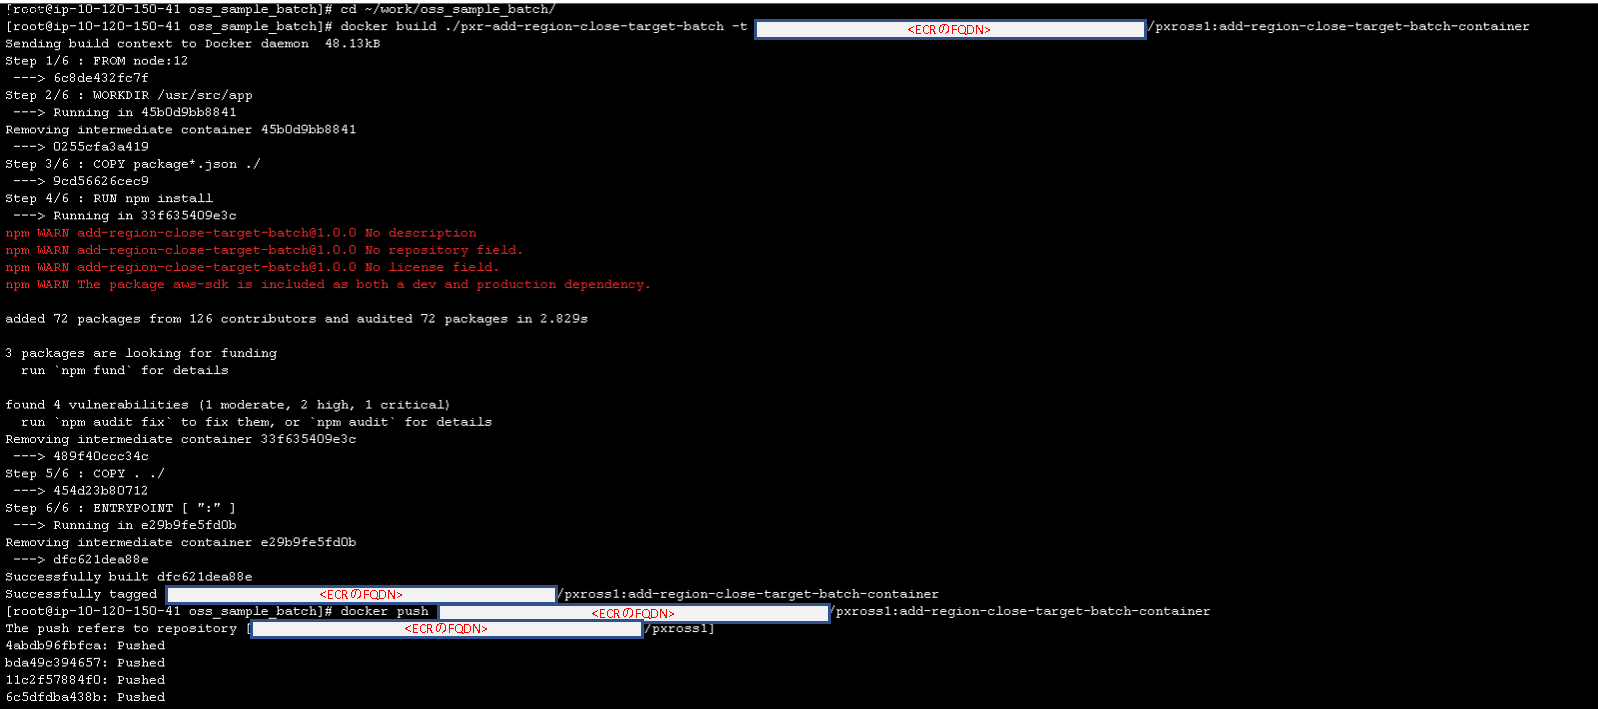 [root@ip-10-120-150-41 oss_sample_batch]# cd ~/work/oss_sample_batch/
[root@ip-10-120-150-41 oss_sample_batch]# docker build ./pxr-add-region-close-target-batch -t <ECRのFQDN>/pxross1:add-region-close-target-batch-container
Sending build context to Docker daemon  48.13kB
Step 1/6 : FROM node:12
 ---> 6c8de432fc7f
Step 2/6 : WORKDIR /usr/src/app
 ---> Running in 45b0d9bb8841
Removing intermediate container 45b0d9bb8841
 ---> 0255cfa3a419
Step 3/6 : COPY package*.json ./
 ---> 9cd56626cec9
Step 4/6 : RUN npm install
 ---> Running in 33f635409e3c
npm WARN add-region-close-target-batch@1.0.0 No description
npm WARN add-region-close-target-batch@1.0.0 No repository field.
npm WARN add-region-close-target-batch@1.0.0 No license field.
npm WARN The package aws-sdk is included as both a dev and production dependency.
added 72 packages from 126 contributors and audited 72 packages in 2.829s
3 packages are looking for funding
  run `npm fund` for details
found 4 vulnerabilities (1 moderate, 2 high, 1 critical)
  run `npm audit fix` to fix them, or `npm audit` for details
Removing intermediate container 33f635409e3c
 ---> 489f40ccc34c
Step 5/6 : COPY . ./
 ---> 454d23b80712
Step 6/6 : ENTRYPOINT [ ":" ]
 ---> Running in e29b9fe5fd0b
Removing intermediate container e29b9fe5fd0b
 ---> dfc621dea88e
Successfully built dfc621dea88e
Successfully tagged <ECRのFQDN>/pxross1:add-region-close-target-batch-container
[root@ip-10-120-150-41 oss_sample_batch]# docker push <ECRのFQDN>/pxross1:add-region-close-target-batch-container
The push refers to repository [<ECRのFQDN>/pxross1]
4abdb96fbfca: Pushed
bda49c394657: Pushed
11c2f57884f0: Pushed
6c5dfdba438b: Pushed